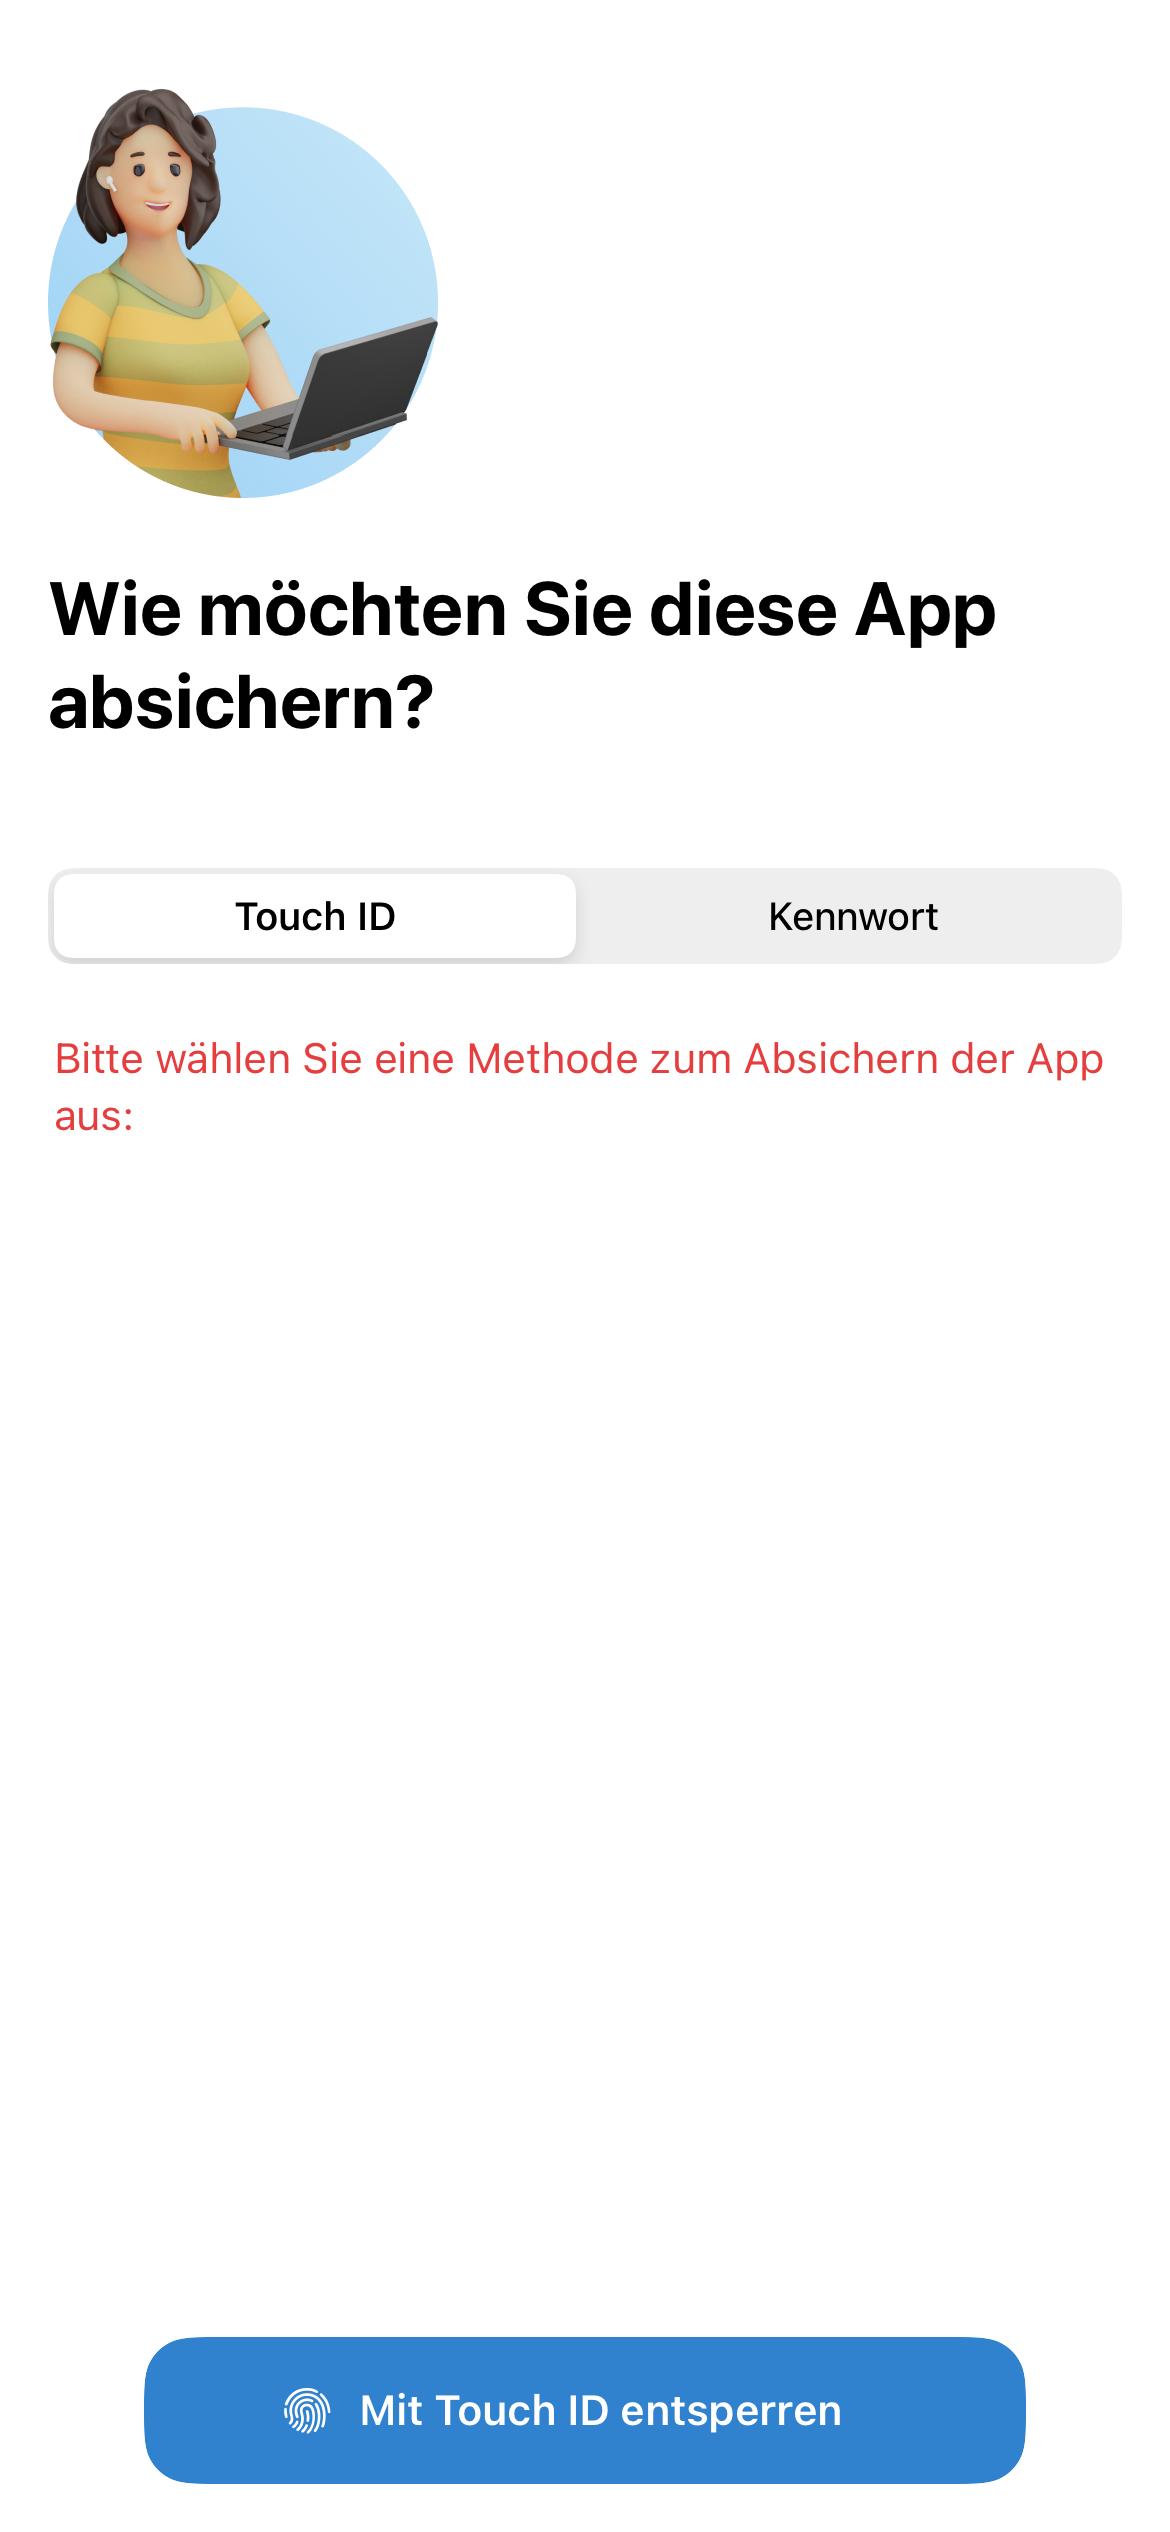 Wie möchten Sie diese App
absichern?
Touch ID
Kennwort
Bitte wählen Sie eine Methode zum Absichern der App
aus:
Mit Touch ID entsperren